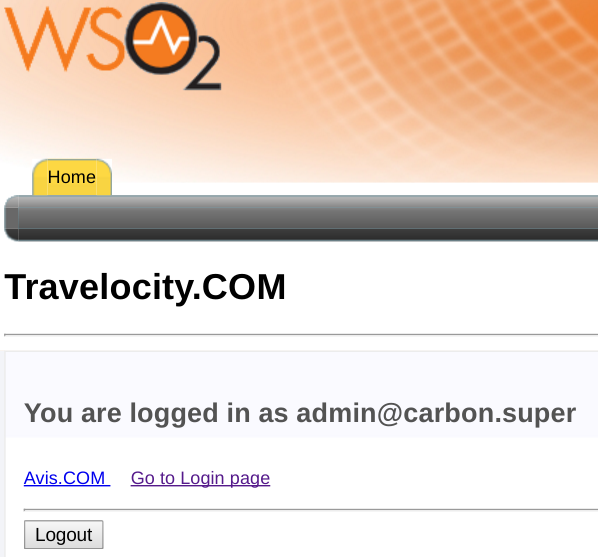 WSO2
Home
Travelocity.COM
You are logged in as admin@carbon.super
Avis.COM Go to Login page
Logout